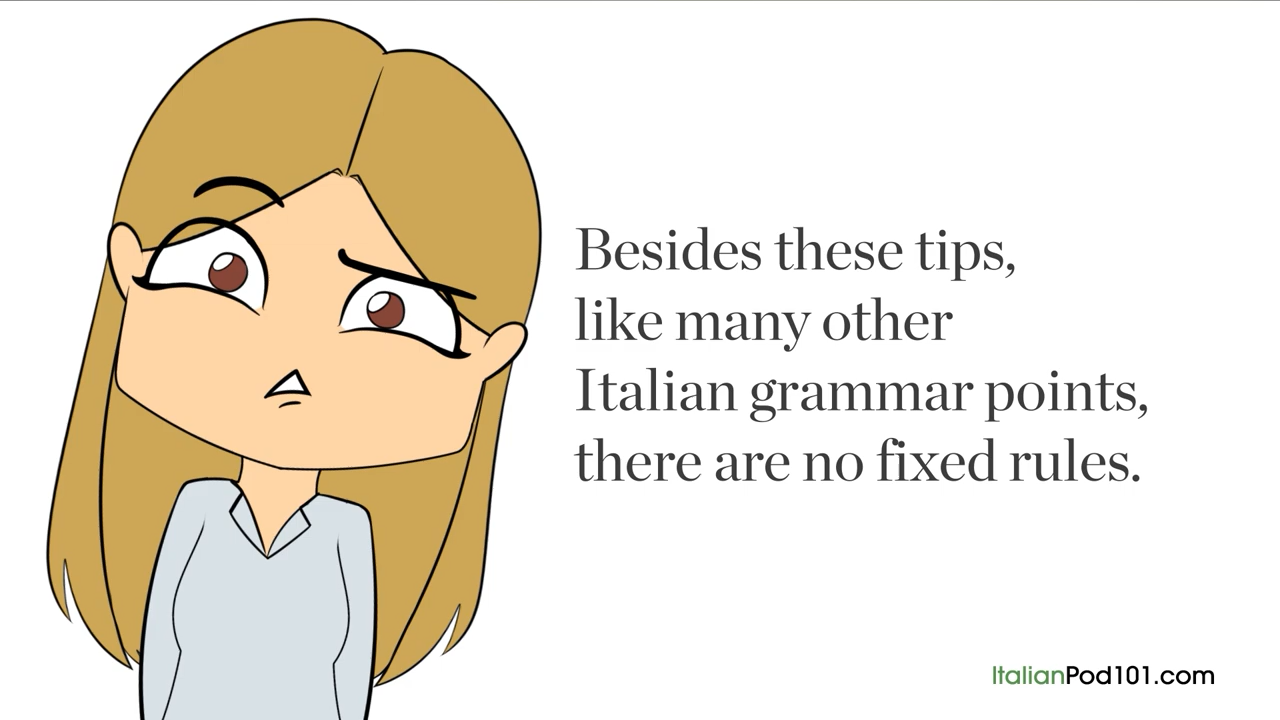 Besides these tips,
like many other
Italian grammar points,
there are no fixed rules.
ItalianPod101.com